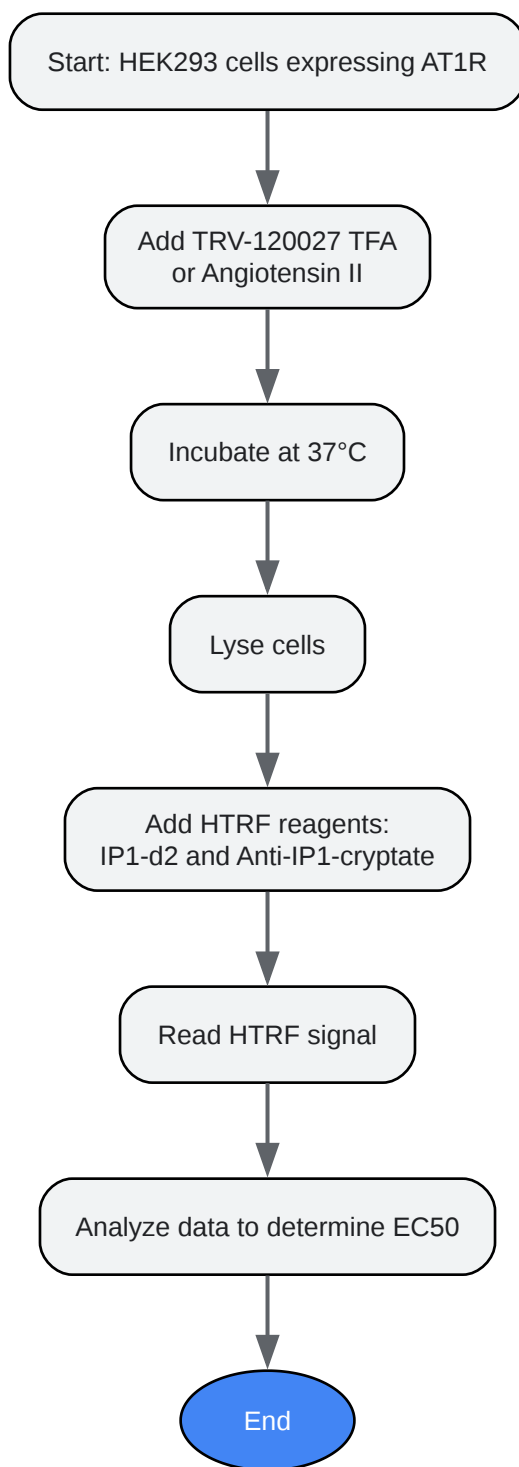 Start: HEK293 cells expressing AT1R
Add TRV-120027 TFA
or Angiotensin II
Incubate at 37°C
Lyse cells
Add HTRF reagents:
IP1-d2 and Anti-IP1-cryptate
Read HTRF signal
Analyze data to determine EC50
End